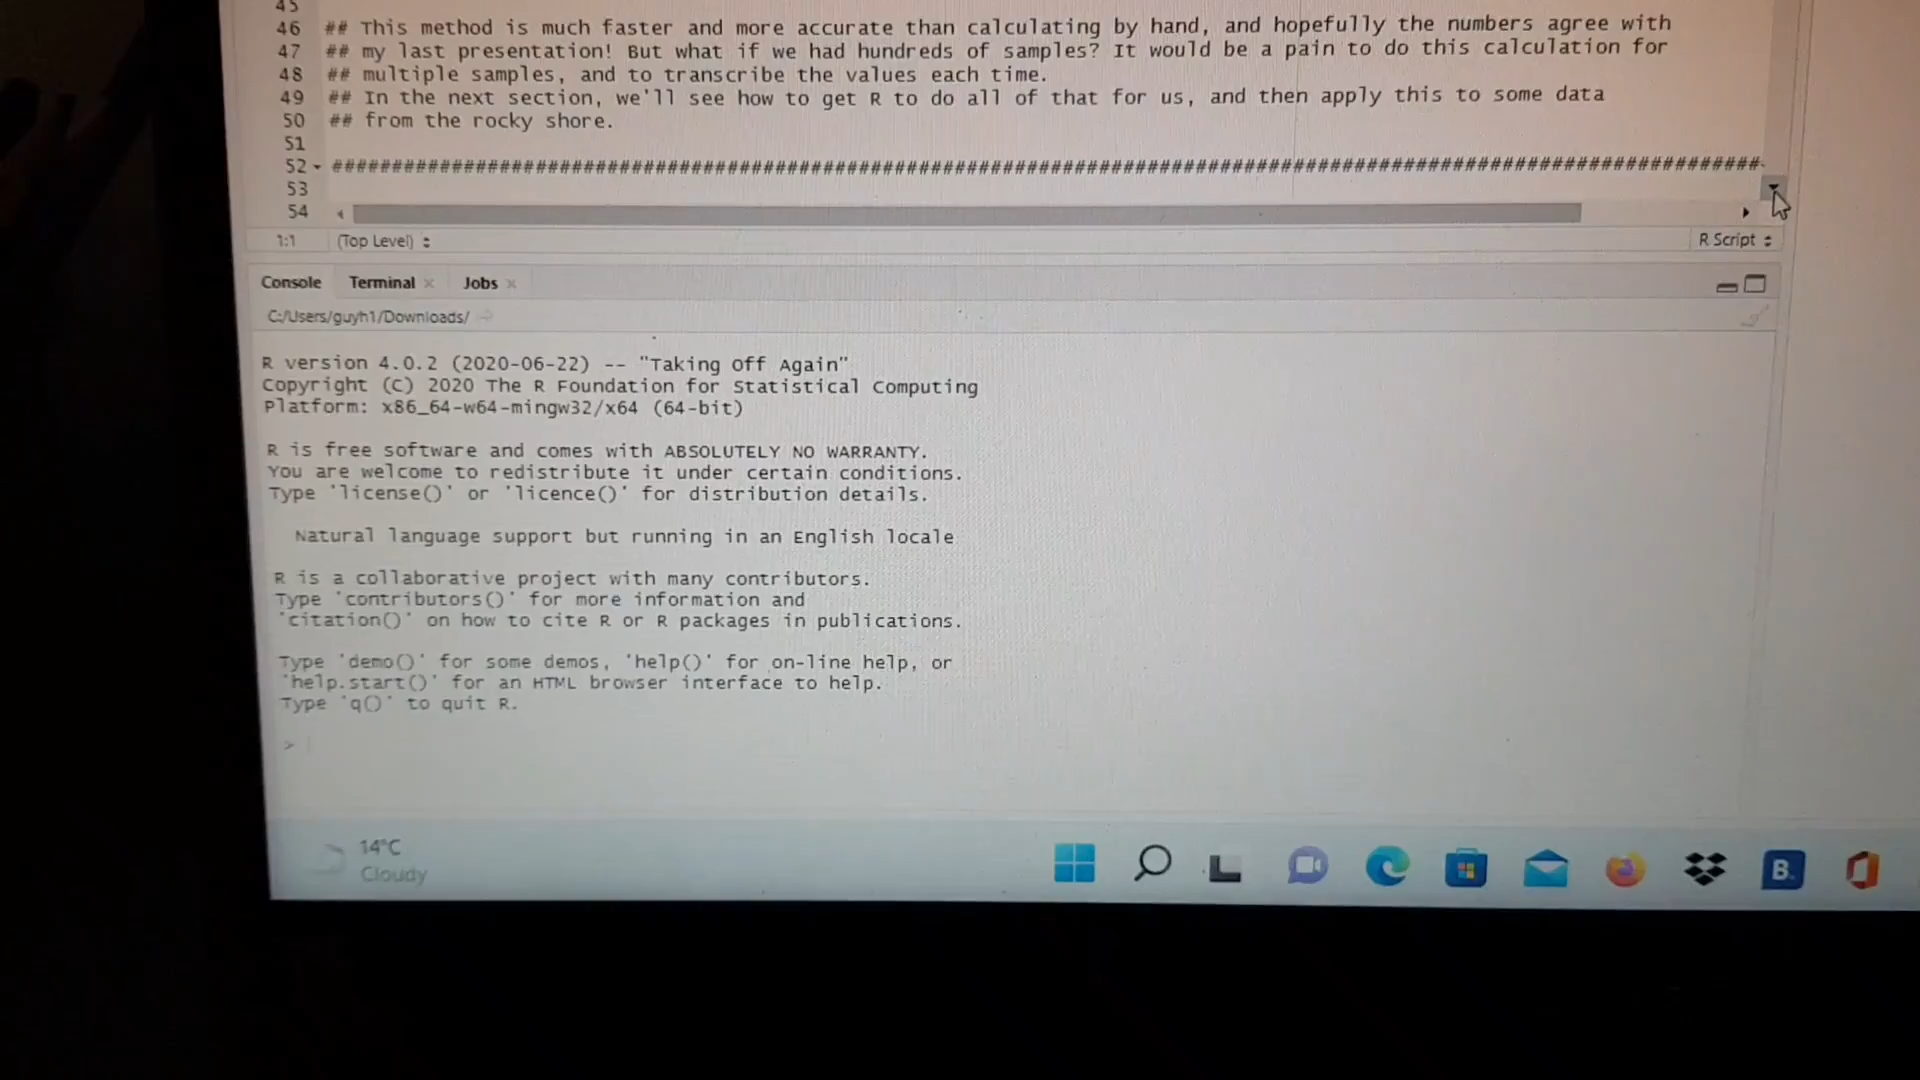 45
46 ## This method is much faster and more accurate than calculating by hand, and hopefully the numbers agree with
47 ## my last presentation! But what if we had hundreds of samples? It would be a pain to do this calculation for
48 ## multiple samples, and to transcribe the values each time.
49 ## In the next section, we'll see how to get R to do all of that for us, and then apply this to some data
50 ## from the rocky shore.
51
52 ########################################################################################################################
53
54
1:1 (Top Level) R Script
Console Terminal Jobs
C:/Users/guyh1/Downloads/
R version 4.0.2 (2020-06-22) -- "Taking Off Again"
Copyright (C) 2020 The R Foundation for Statistical Computing
Platform: x86_64-w64-mingw32/x64 (64-bit)
R is free software and comes with ABSOLUTELY NO WARRANTY.
You are welcome to redistribute it under certain conditions.
Type 'license()' or 'licence()' for distribution details.
Natural language support but running in an English locale
R is a collaborative project with many contributors.
Type 'contributors()' for more information and
'citation()' on how to cite R or R packages in publications.
Type 'demo()' for some demos, 'help()' for on-line help, or
'help.start()' for an HTML browser interface to help.
Type 'q()' to quit R.
>
14°C
Cloudy
B.